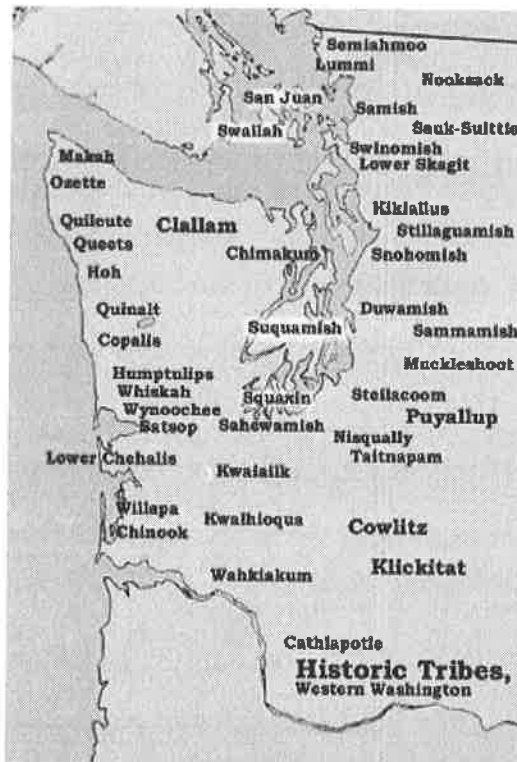 Semiahmoo
Lummi
Nooksack
San Juan
Samish
Swallah
Sauk-Suittle
Swinomish
Lower Skagit
Makah
Ozette
Kikiallus
Quileute
Clallam
Stillaguamish
Queets
Chimakum
Snohomish
Hoh
Quinalt
Duwamish
Suquamish
Sammamish
Copalis
Muckleshoot
Humptulips
Whiskah
Squaxin
Steilacoom
Wynoochee
Puyallup
Satsop
Sahewamish
Nisqually
Lower Chehalis
Taitnapam
Kwaiailk
Willapa
Kwalhioqua
Chinook
Cowlitz
Wahkiakum
Klickitat
Cathlapotle
Historic Tribes,
Western Washington